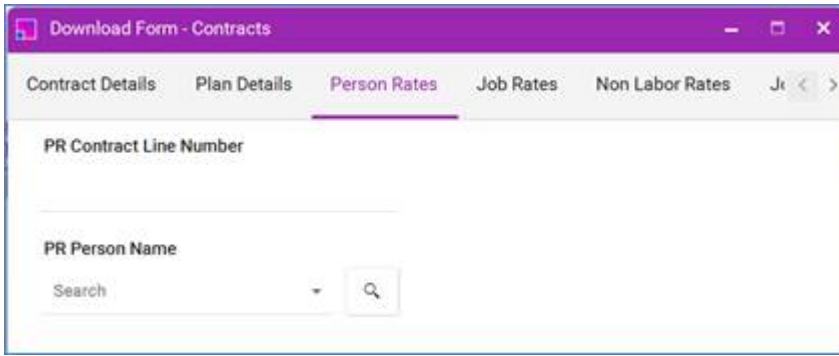 Download Form - Contracts
Contract Details Plan Details Person Rates Job Rates Non Labor Rates
PR Contract Line Number
PR Person Name
Search